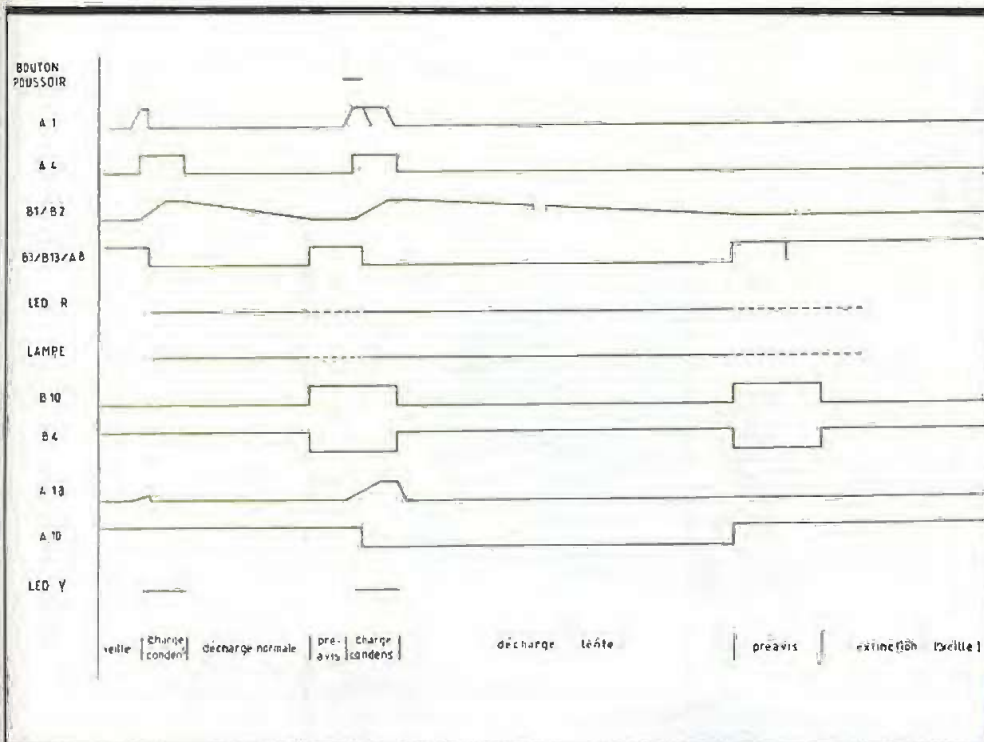 BOUTON
POUSSOIR
A 1
A 4
B1/B2
B3/B13/A8
LED R
LAMPE
B 10
B 4
A 13
A 10
LED Y
veille
charge
condens
décharge normale
pré-
avis
charge
condens
décharge lente
préavis
extinction (veille)